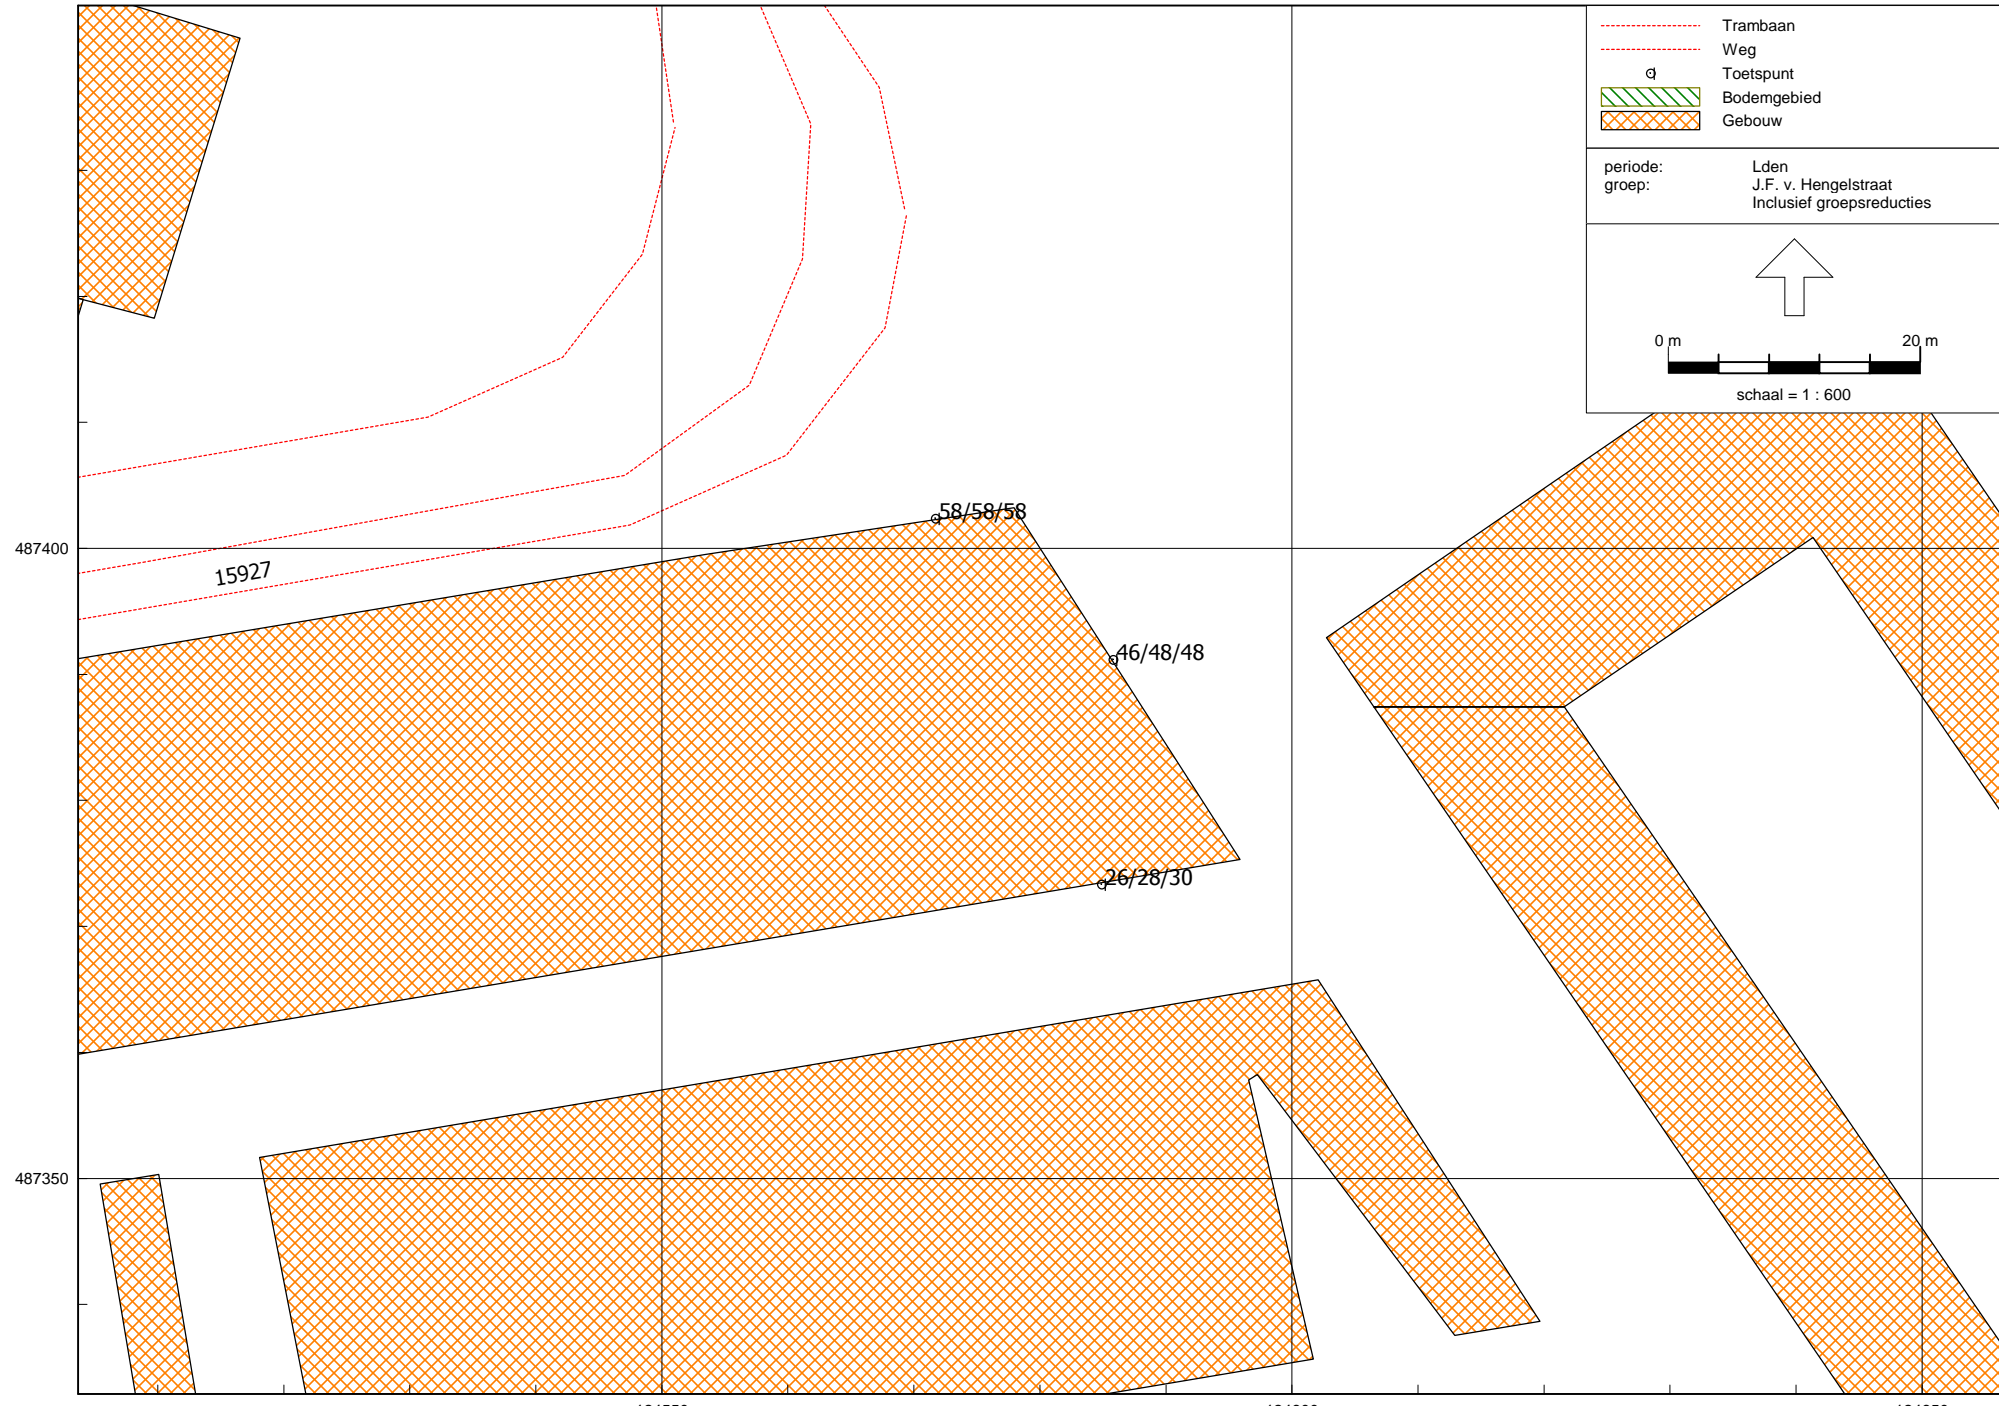 Trambaan
Weg
Toetspunt
Bodemgebied
Gebouw
periode: Lden
groep: J.F. v. Hengelstraat
Inclusief groepsreducties
0 m 20 m
schaal = 1 : 600
58/58/58
487400
15927
46/48/48
26/28/30
487350